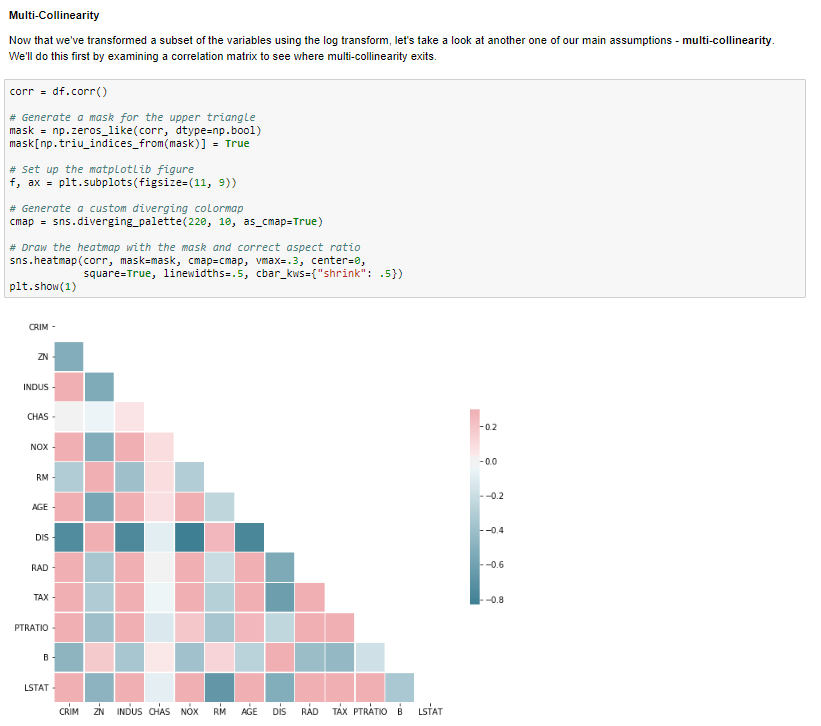 Multi-Collinearity
Now that we've transformed a subset of the variables using the log transform, let's take a look at another one of our main assumptions - multi-collinearity.
We'll do this first by examining a correlation matrix to see where multi-collinearity exits.
corr = df.corr()
# Generate a mask for the upper triangle
mask = np.zeros_like(corr, dtype=np.bool)
mask[np.triu_indices_from(mask)] = True
# Set up the matplotlib figure
f, ax = plt.subplots(figsize=(11, 9))
# Generate a custom diverging colormap
cmap = sns.diverging_palette(220, 10, as_cmap=True)
# Draw the heatmap with the mask and correct aspect ratio
sns.heatmap(corr, mask=mask, cmap=cmap, vmax=.3, center=0,
square=True, linewidths=.5, cbar_kws={"shrink": .5})
plt.show(1)
CRIM
ZN
INDUS
CHAS
NOX
RM
AGE
DIS
RAD
TAX
PTRATIO
B
LSTAT
CRIM ZN INDUS CHAS NOX RM AGE DIS RAD TAX PTRATIO B LSTAT
0.2
0.0
−0.2
−0.4
−0.6
−0.8